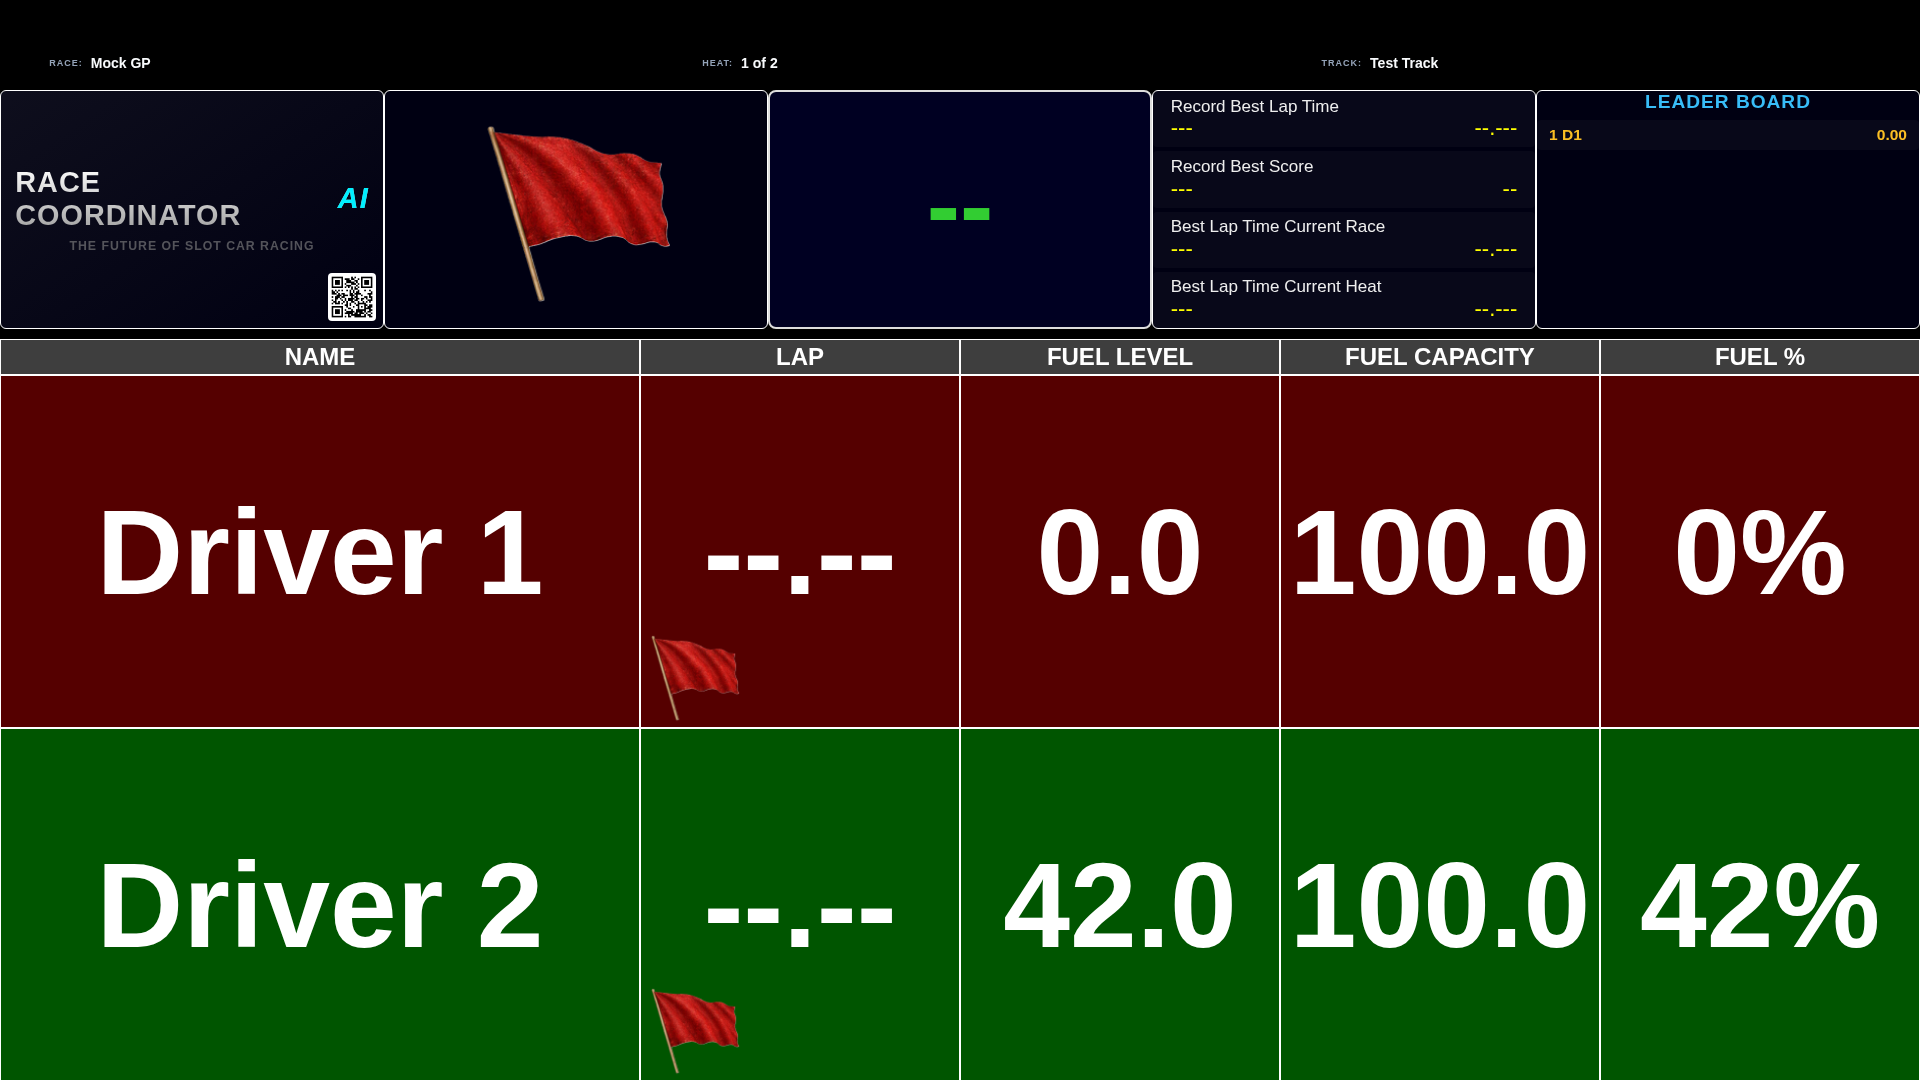 RACE: Mock GP
HEAT: 1 of 2
TRACK: Test Track
RACE
COORDINATOR
AI
THE FUTURE OF SLOT CAR RACING
--
Record Best Lap Time
--- --.---
Record Best Score
--- --
Best Lap Time Current Race
--- --.---
Best Lap Time Current Heat
--- --.---
LEADER BOARD
1 D1 0.00
NAME LAP FUEL LEVEL FUEL CAPACITY FUEL %
Driver 1 --.-- 0.0 100.0 0%
Driver 2 --.-- 42.0 100.0 42%